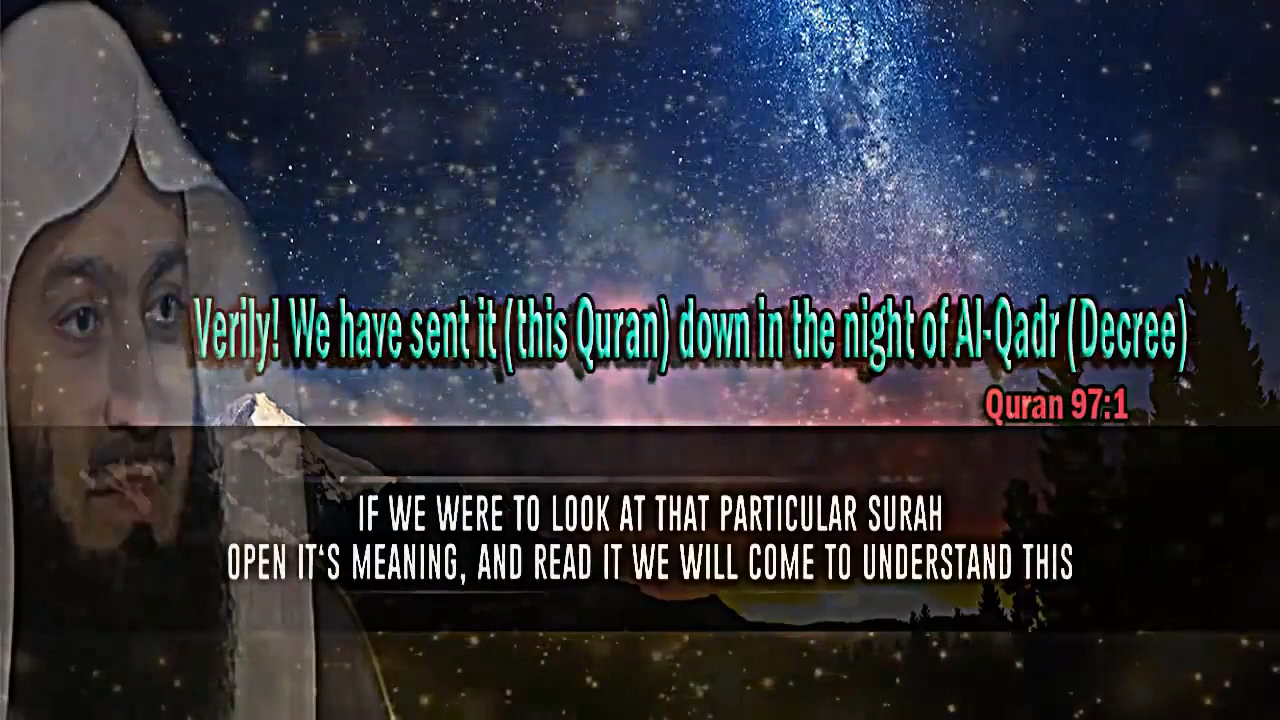 Verily! We have sent it (this Quran) down in the night of Al-Qadr (Decree)
Quran 97:1
IF WE WERE TO LOOK AT THAT PARTICULAR SURAH
OPEN IT‘S MEANING, AND READ IT WE WILL COME TO UNDERSTAND THIS